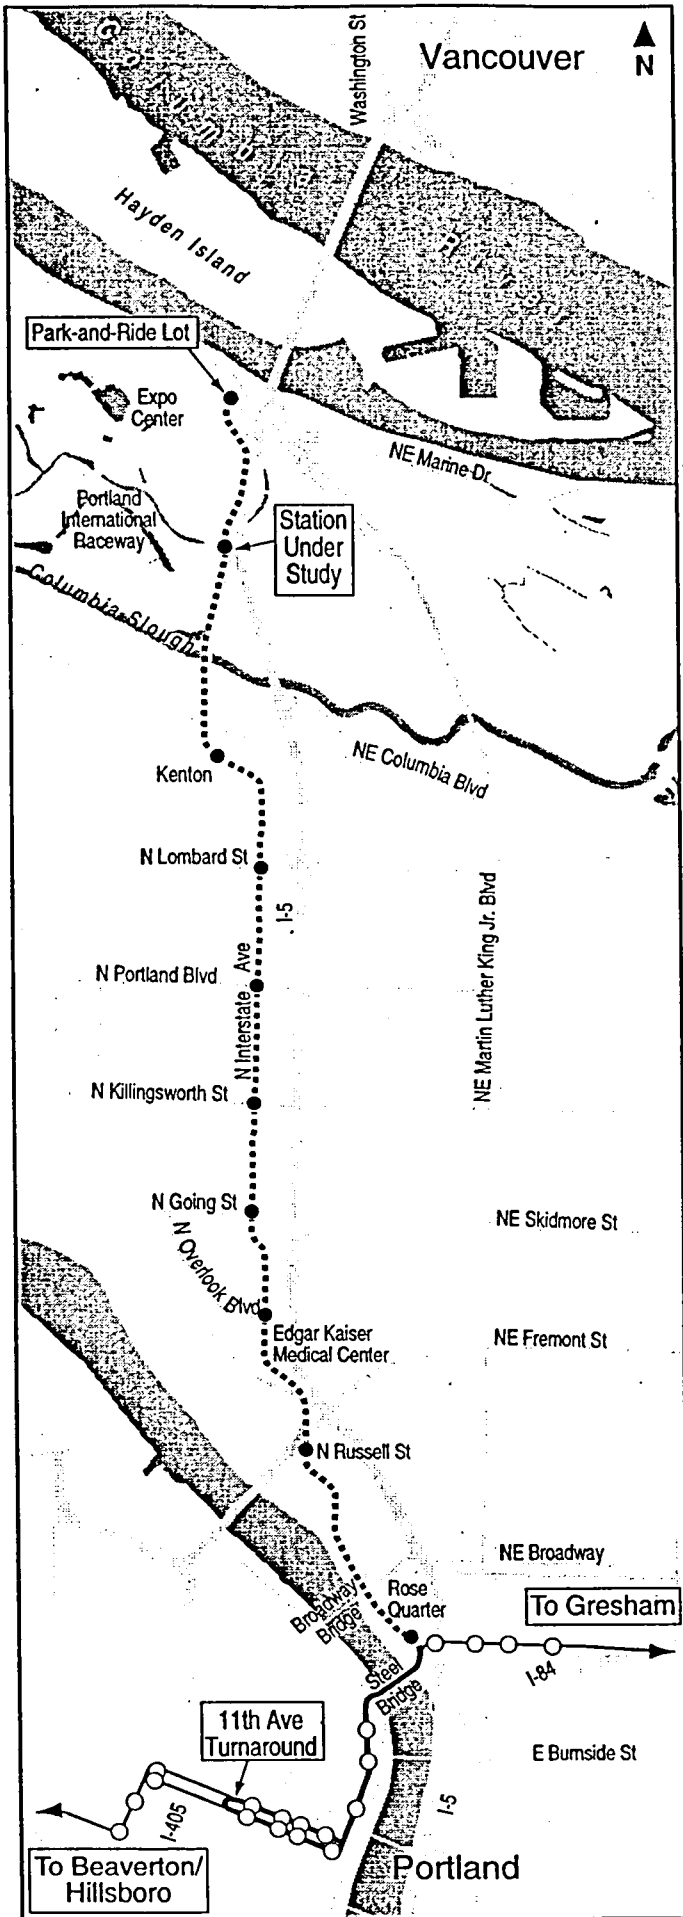 Washington St
Vancouver
N
Columbia
River
Hayden Island
Park-and-Ride Lot
Expo
Center
NE Marine Dr
Portland
International
Raceway
Station
Under
Study
Columbia Slough
Kenton
NE Columbia Blvd
N Lombard St
I-5
N Portland Blvd
N Interstate Ave
NE Martin Luther King Jr. Blvd
N Killingsworth St
N Going St
NE Skidmore St
N Overlook Blvd
Edgar Kaiser
Medical Center
NE Fremont St
N Russell St
NE Broadway
Broadway
Bridge
Rose
Quarter
To Gresham
I-84
Steel
Bridge
11th Ave
Turnaround
E Burnside St
I-405
I-5
To Beaverton/
Hillsboro
Portland